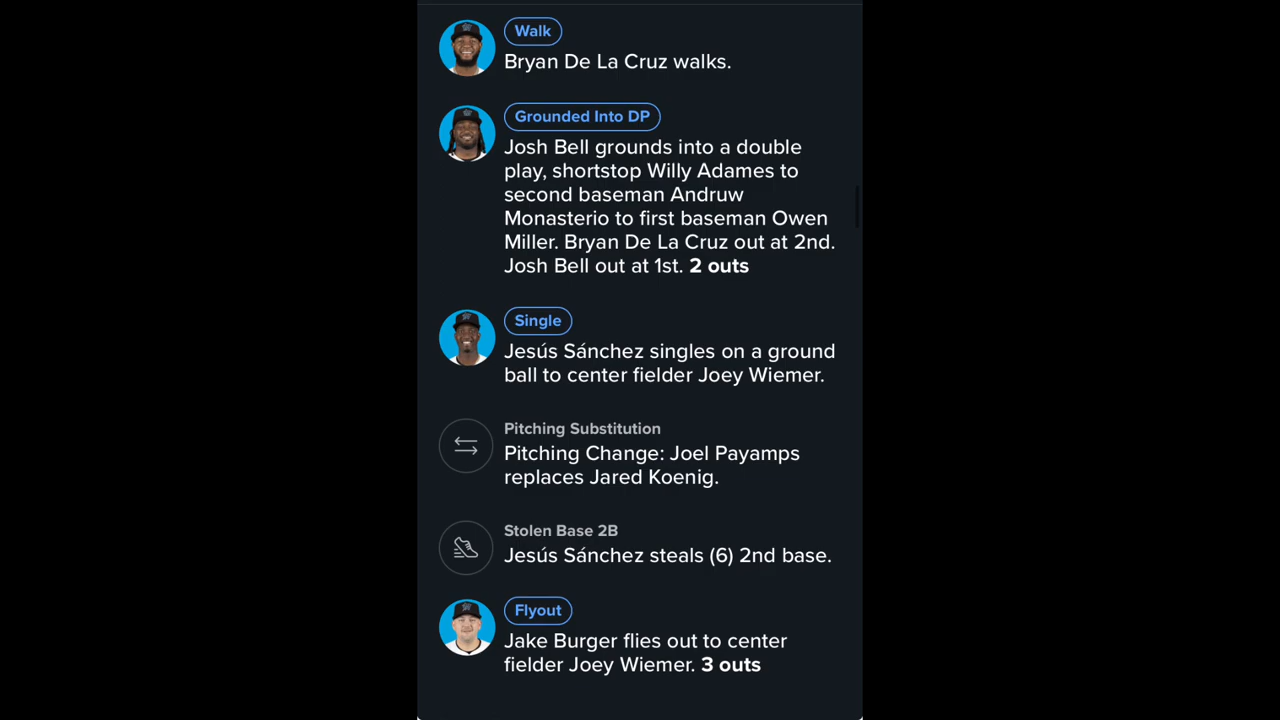 Walk
Bryan De La Cruz walks.
Grounded Into DP
Josh Bell grounds into a double
play, shortstop Willy Adames to
second baseman Andruw
Monasterio to first baseman Owen
Miller. Bryan De La Cruz out at 2nd.
Josh Bell out at 1st. 2 outs
Single
Jesús Sánchez singles on a ground
ball to center fielder Joey Wiemer.
Pitching Substitution
Pitching Change: Joel Payamps
replaces Jared Koenig.
Stolen Base 2B
Jesús Sánchez steals (6) 2nd base.
Flyout
Jake Burger flies out to center
fielder Joey Wiemer. 3 outs